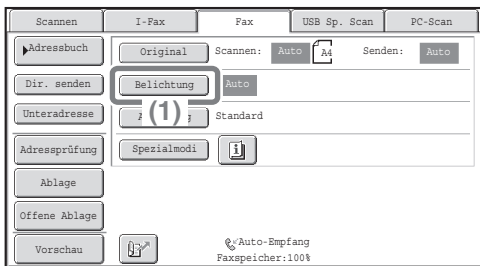 Scannen I-Fax Fax USB Sp. Scan PC-Scan
Adressbuch Original Scannen: Auto A4 Senden: Auto
Dir. senden Belichtung Auto
Unteradresse (1) Standard
Adressprüfung Spezialmodi
Ablage
Offene Ablage
Vorschau Auto-Empfang
Faxspeicher:100%